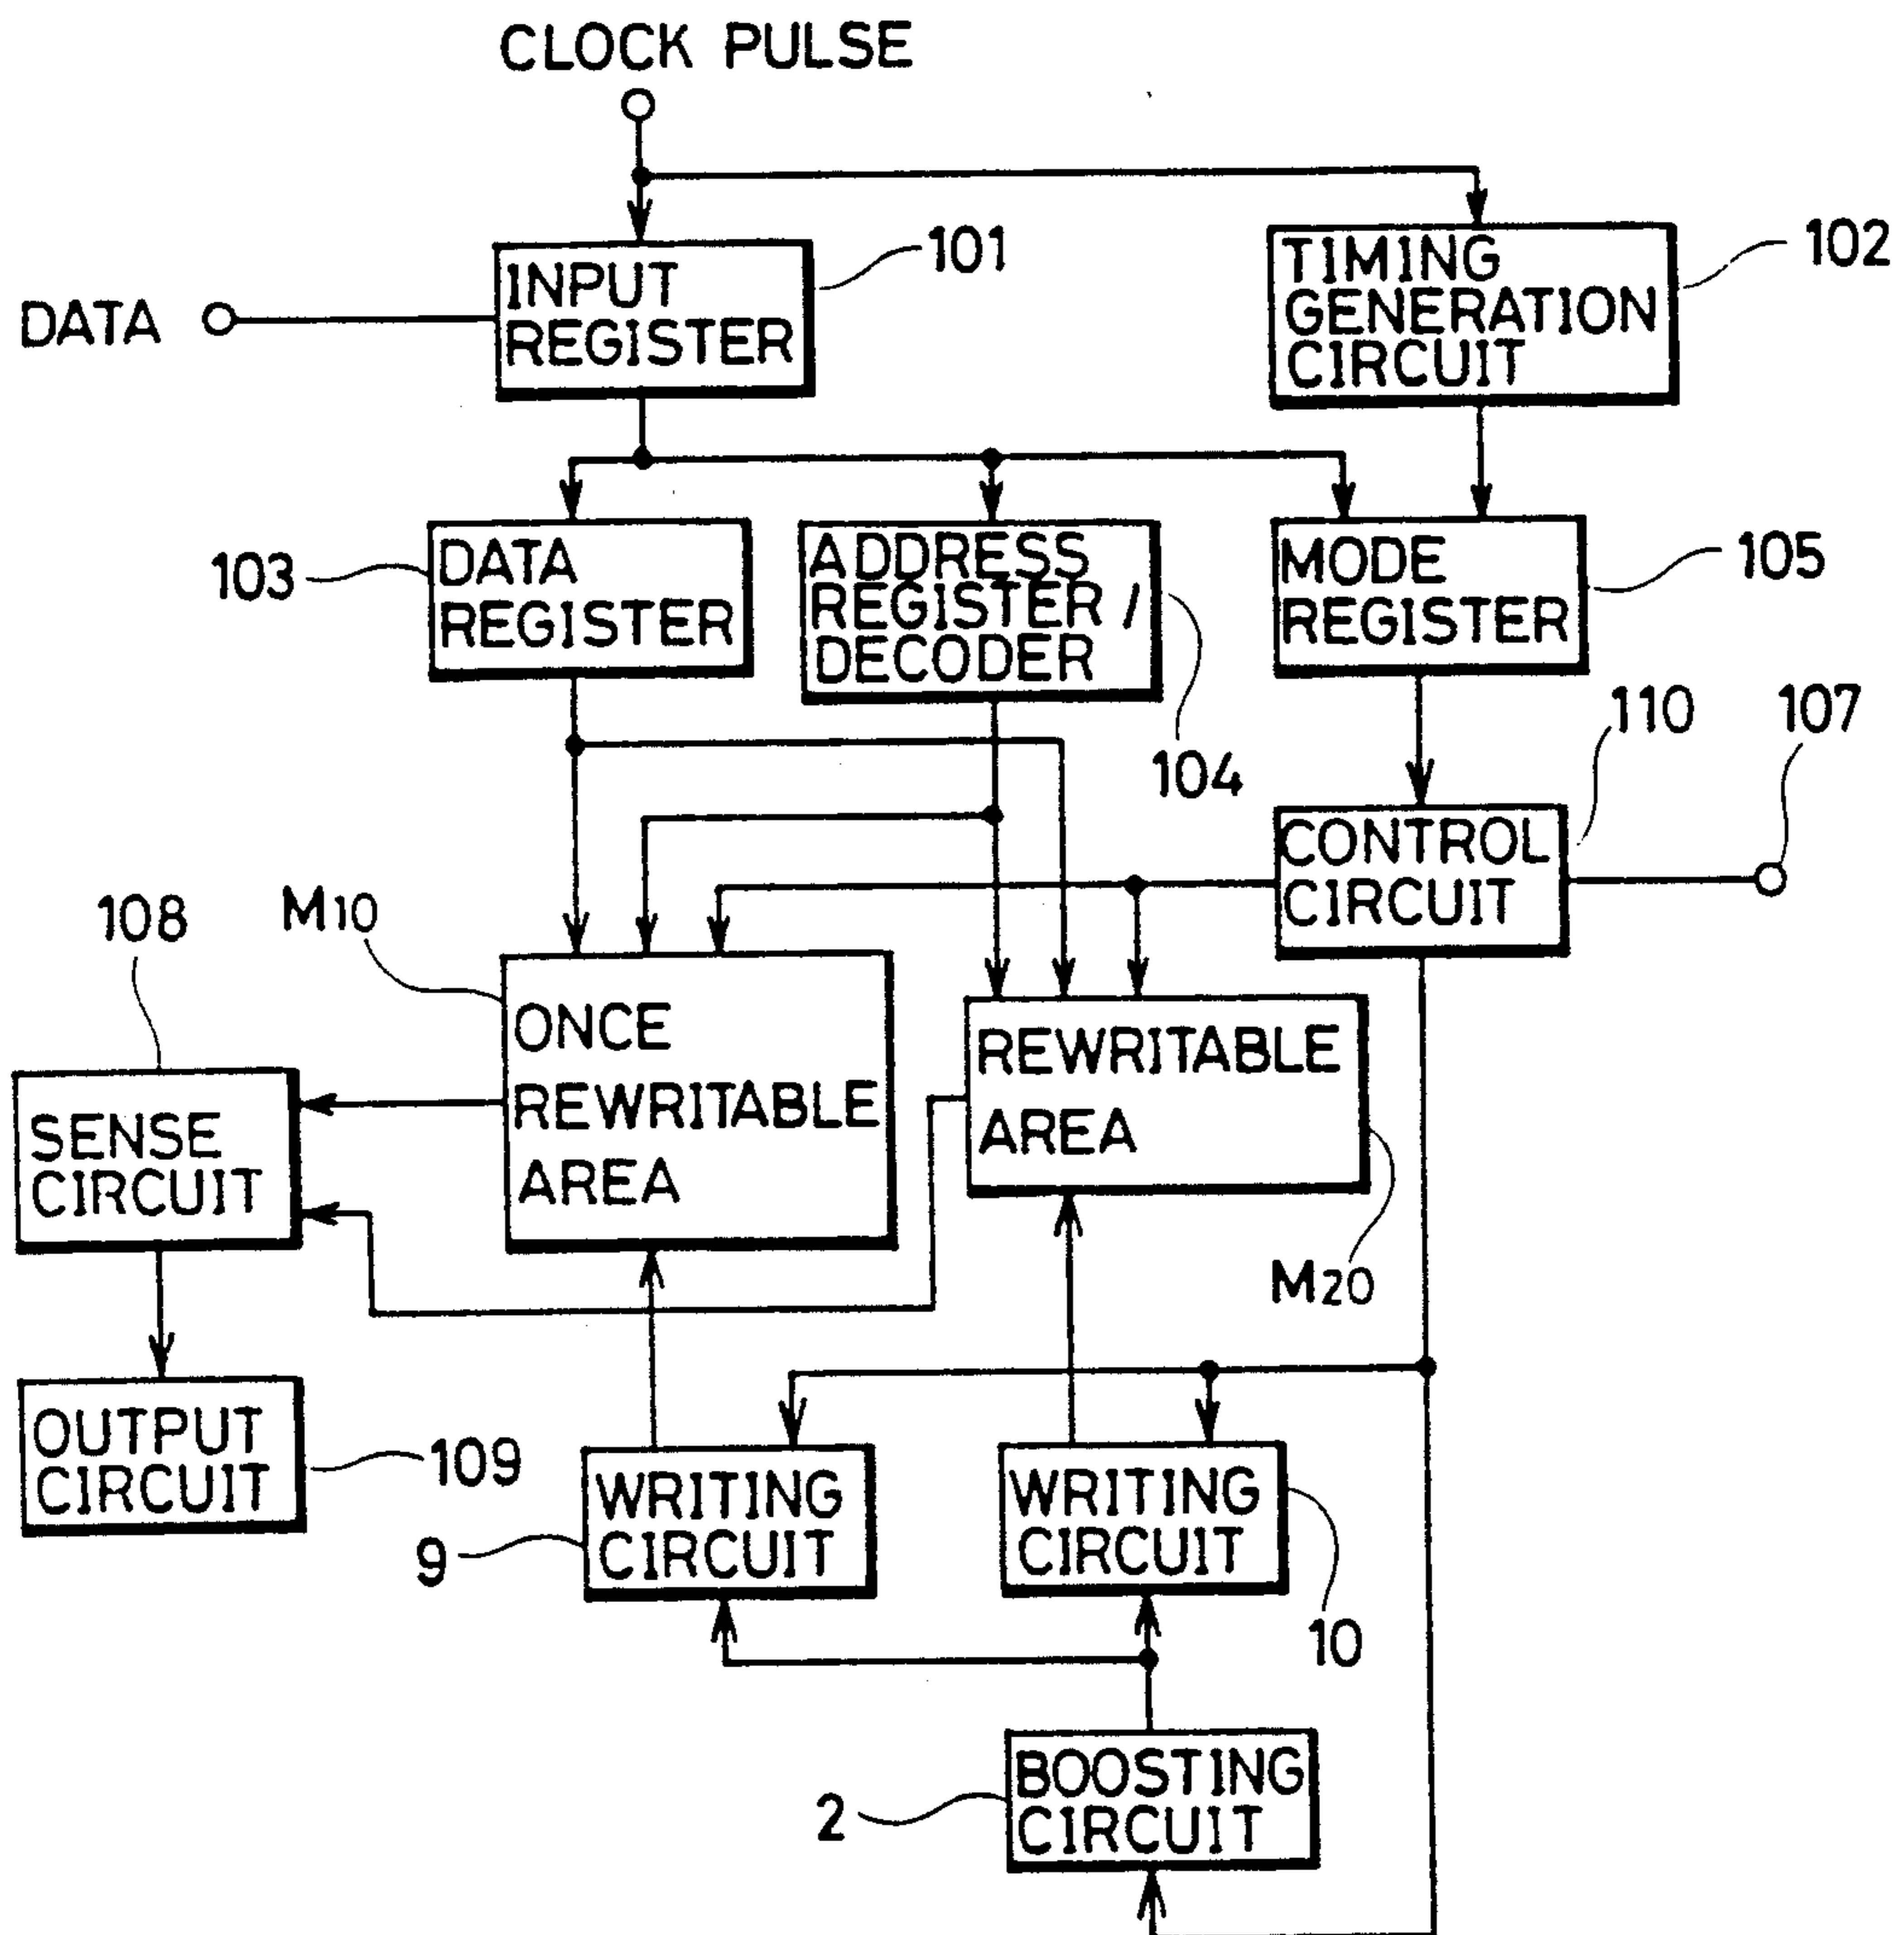 CLOCK PULSE
DATA
INPUT
REGISTER
101
TIMING
GENERATION
CIRCUIT
102
103
DATA
REGISTER
ADDRESS
REGISTER /
DECODER
104
MODE
REGISTER
105
110
107
CONTROL
CIRCUIT
108
M10
ONCE
REWRITABLE
AREA
REWRITABLE
AREA
M20
SENSE
CIRCUIT
OUTPUT
CIRCUIT
109
9
WRITING
CIRCUIT
WRITING
CIRCUIT
10
2
BOOSTING
CIRCUIT